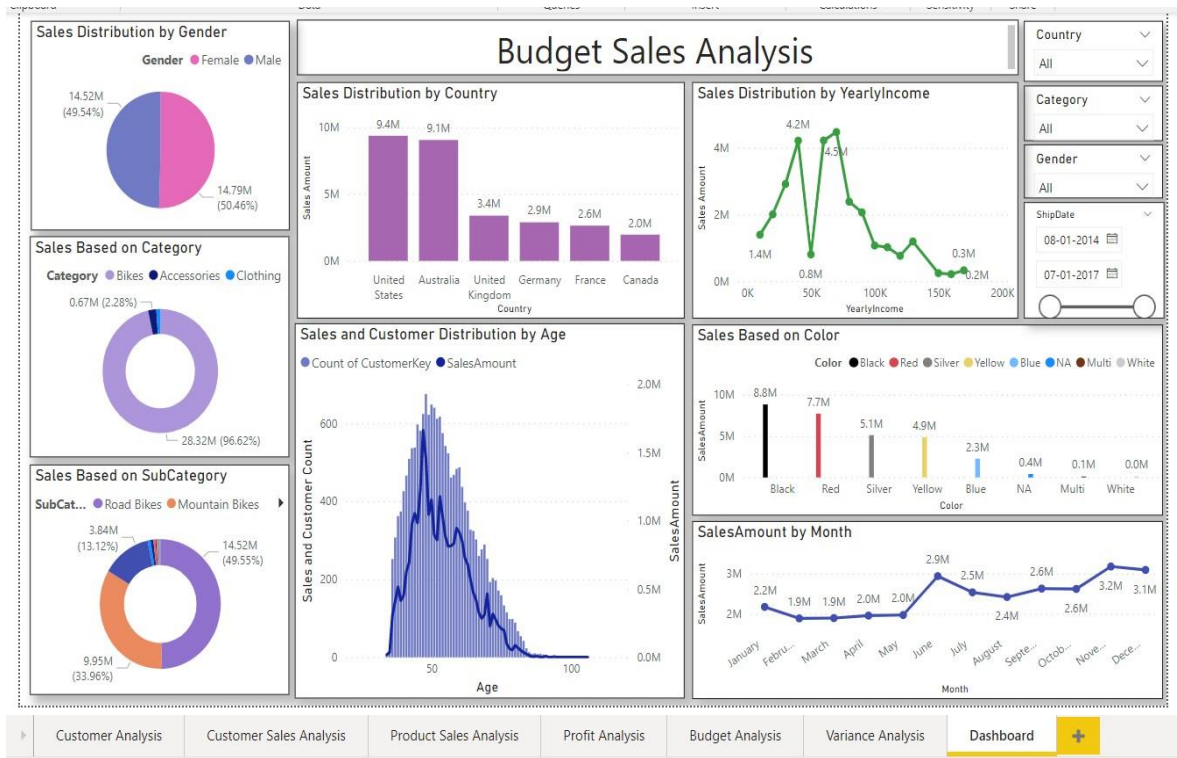 Clipboard
Data
Queries
Insert
Calculations
Sensitivity
Share
Sales Distribution by Gender
Gender Female Male
14.52M
(49.54%)
14.79M
(50.46%)
Budget Sales Analysis
Sales Distribution by Country
10M
5M
0M
Sales Amount
9.4M
9.1M
3.4M
2.9M
2.6M
2.0M
United States
Australia
United Kingdom
Germany
France
Canada
Country
Sales Distribution by YearlyIncome
4M
2M
0M
Sales Amount
4.2M
4.5M
1.4M
0.8M
0.3M
0.2M
0K
50K
100K
150K
200K
YearlyIncome
Country
All
Category
All
Gender
All
ShipDate
08-01-2014
07-01-2017
Sales Based on Category
Category Bikes Accessories Clothing
0.67M (2.28%)
28.32M (96.62%)
Sales and Customer Distribution by Age
Count of CustomerKey SalesAmount
600
400
200
0
Sales and Customer Count
2.0M
1.5M
1.0M
0.5M
0.0M
SalesAmount
50
100
Age
Sales Based on Color
Color Black Red Silver Yellow Blue NA Multi White
10M
5M
0M
SalesAmount
8.8M
7.7M
5.1M
4.9M
2.3M
0.4M
0.1M
0.0M
Black
Red
Silver
Yellow
Blue
NA
Multi
White
Color
Sales Based on SubCategory
SubCat... Road Bikes Mountain Bikes
3.84M
(13.12%)
14.52M
(49.55%)
9.95M
(33.96%)
SalesAmount by Month
3M
2M
SalesAmount
2.2M
1.9M
1.9M
2.0M
2.0M
2.9M
2.5M
2.4M
2.6M
2.6M
3.2M
3.1M
January
Febru...
March
April
May
June
July
August
Septe...
Octob...
Nove...
Dece...
Month
Customer Analysis
Customer Sales Analysis
Product Sales Analysis
Profit Analysis
Budget Analysis
Variance Analysis
Dashboard
+